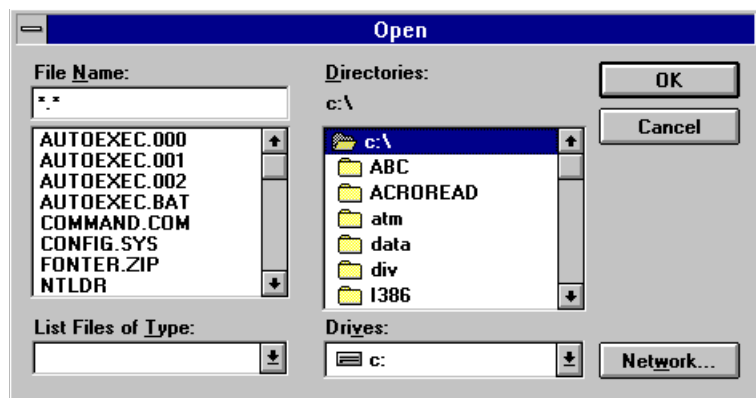 Open
File Name:
*.*
AUTOEXEC.000
AUTOEXEC.001
AUTOEXEC.002
AUTOEXEC.BAT
COMMAND.COM
CONFIG.SYS
FONTER.ZIP
NTLDR
List Files of Type:
Directories:
c:\
c:\
ABC
ACROREAD
atm
data
div
I386
Drives:
c:
OK
Cancel
Network...